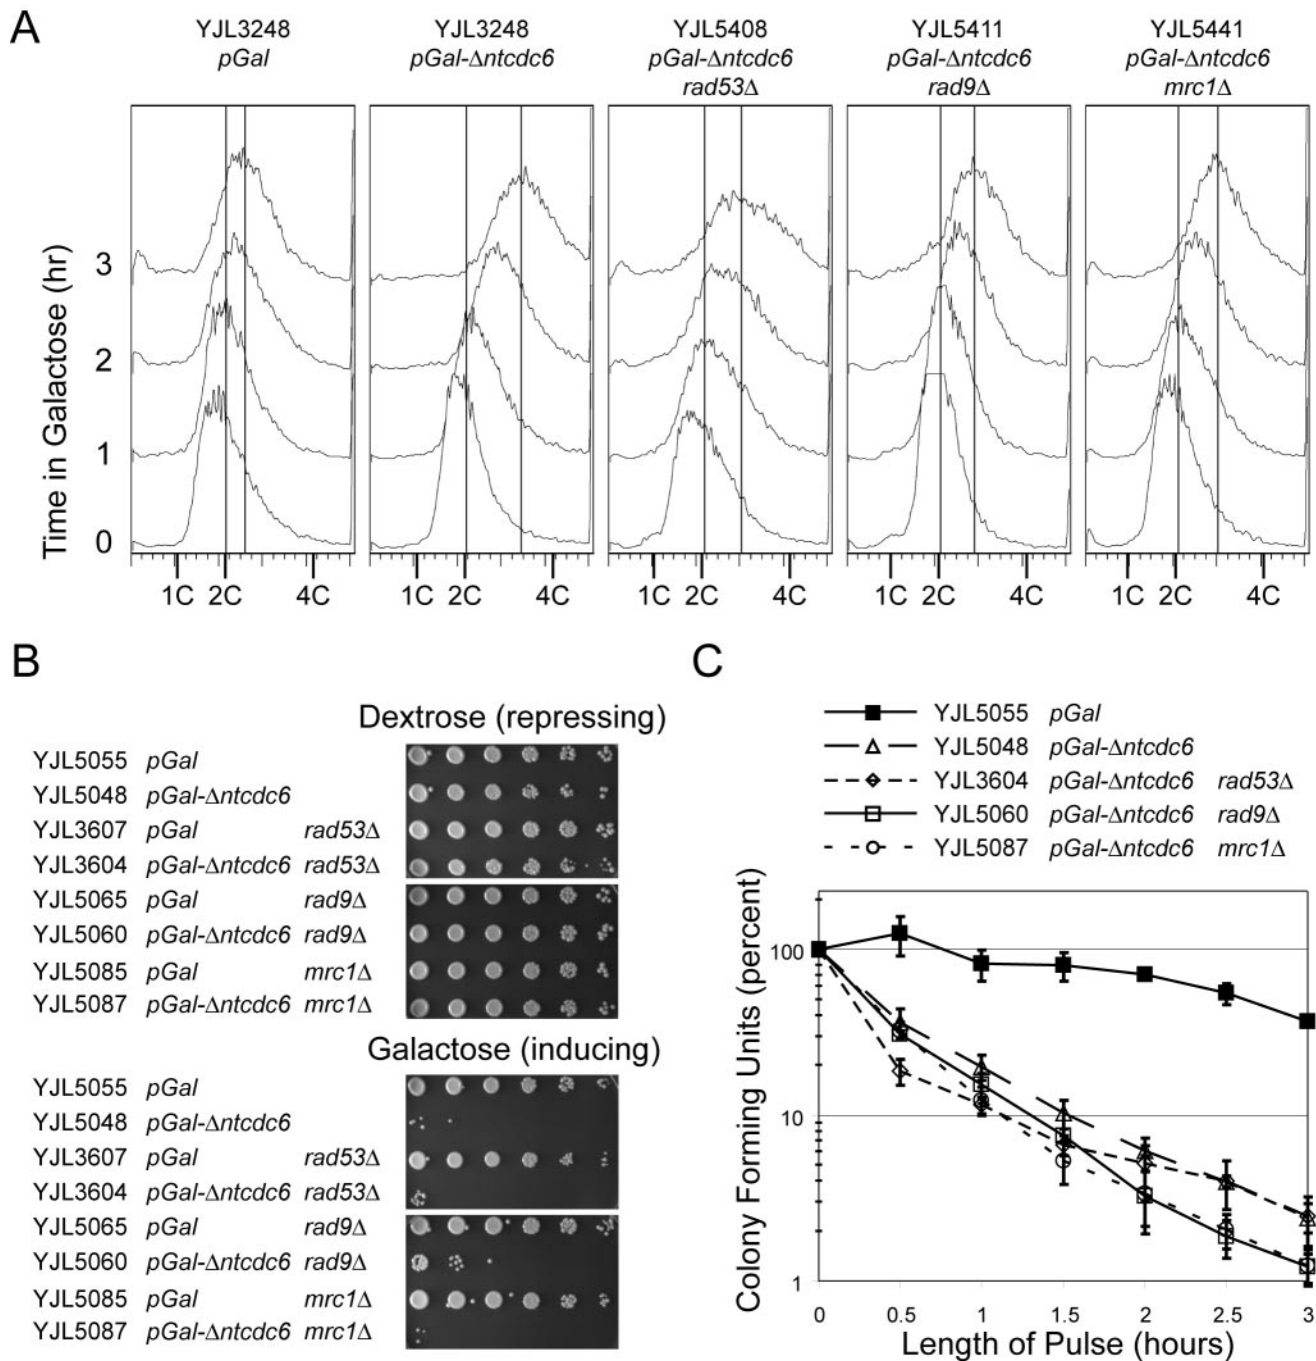 A
YJL3248 YJL3248 YJL5408 YJL5411 YJL5441
pGal pGal-Δntcdc6 pGal-Δntcdc6 pGal-Δntcdc6 pGal-Δntcdc6
rad53Δ rad9Δ mrc1Δ
Time in Galactose (hr)
3
2
1
0
1C 2C 4C 1C 2C 4C 1C 2C 4C 1C 2C 4C 1C 2C 4C
B
Dextrose (repressing)
YJL5055 pGal
YJL5048 pGal-Δntcdc6
YJL3607 pGal rad53Δ
YJL3604 pGal-Δntcdc6 rad53Δ
YJL5065 pGal rad9Δ
YJL5060 pGal-Δntcdc6 rad9Δ
YJL5085 pGal mrc1Δ
YJL5087 pGal-Δntcdc6 mrc1Δ
Galactose (inducing)
YJL5055 pGal
YJL5048 pGal-Δntcdc6
YJL3607 pGal rad53Δ
YJL3604 pGal-Δntcdc6 rad53Δ
YJL5065 pGal rad9Δ
YJL5060 pGal-Δntcdc6 rad9Δ
YJL5085 pGal mrc1Δ
YJL5087 pGal-Δntcdc6 mrc1Δ
C
YJL5055 pGal
YJL5048 pGal-Δntcdc6
YJL3604 pGal-Δntcdc6 rad53Δ
YJL5060 pGal-Δntcdc6 rad9Δ
YJL5087 pGal-Δntcdc6 mrc1Δ
Colony Forming Units (percent)
100
10
1
0 0.5 1 1.5 2 2.5 3
Length of Pulse (hours)